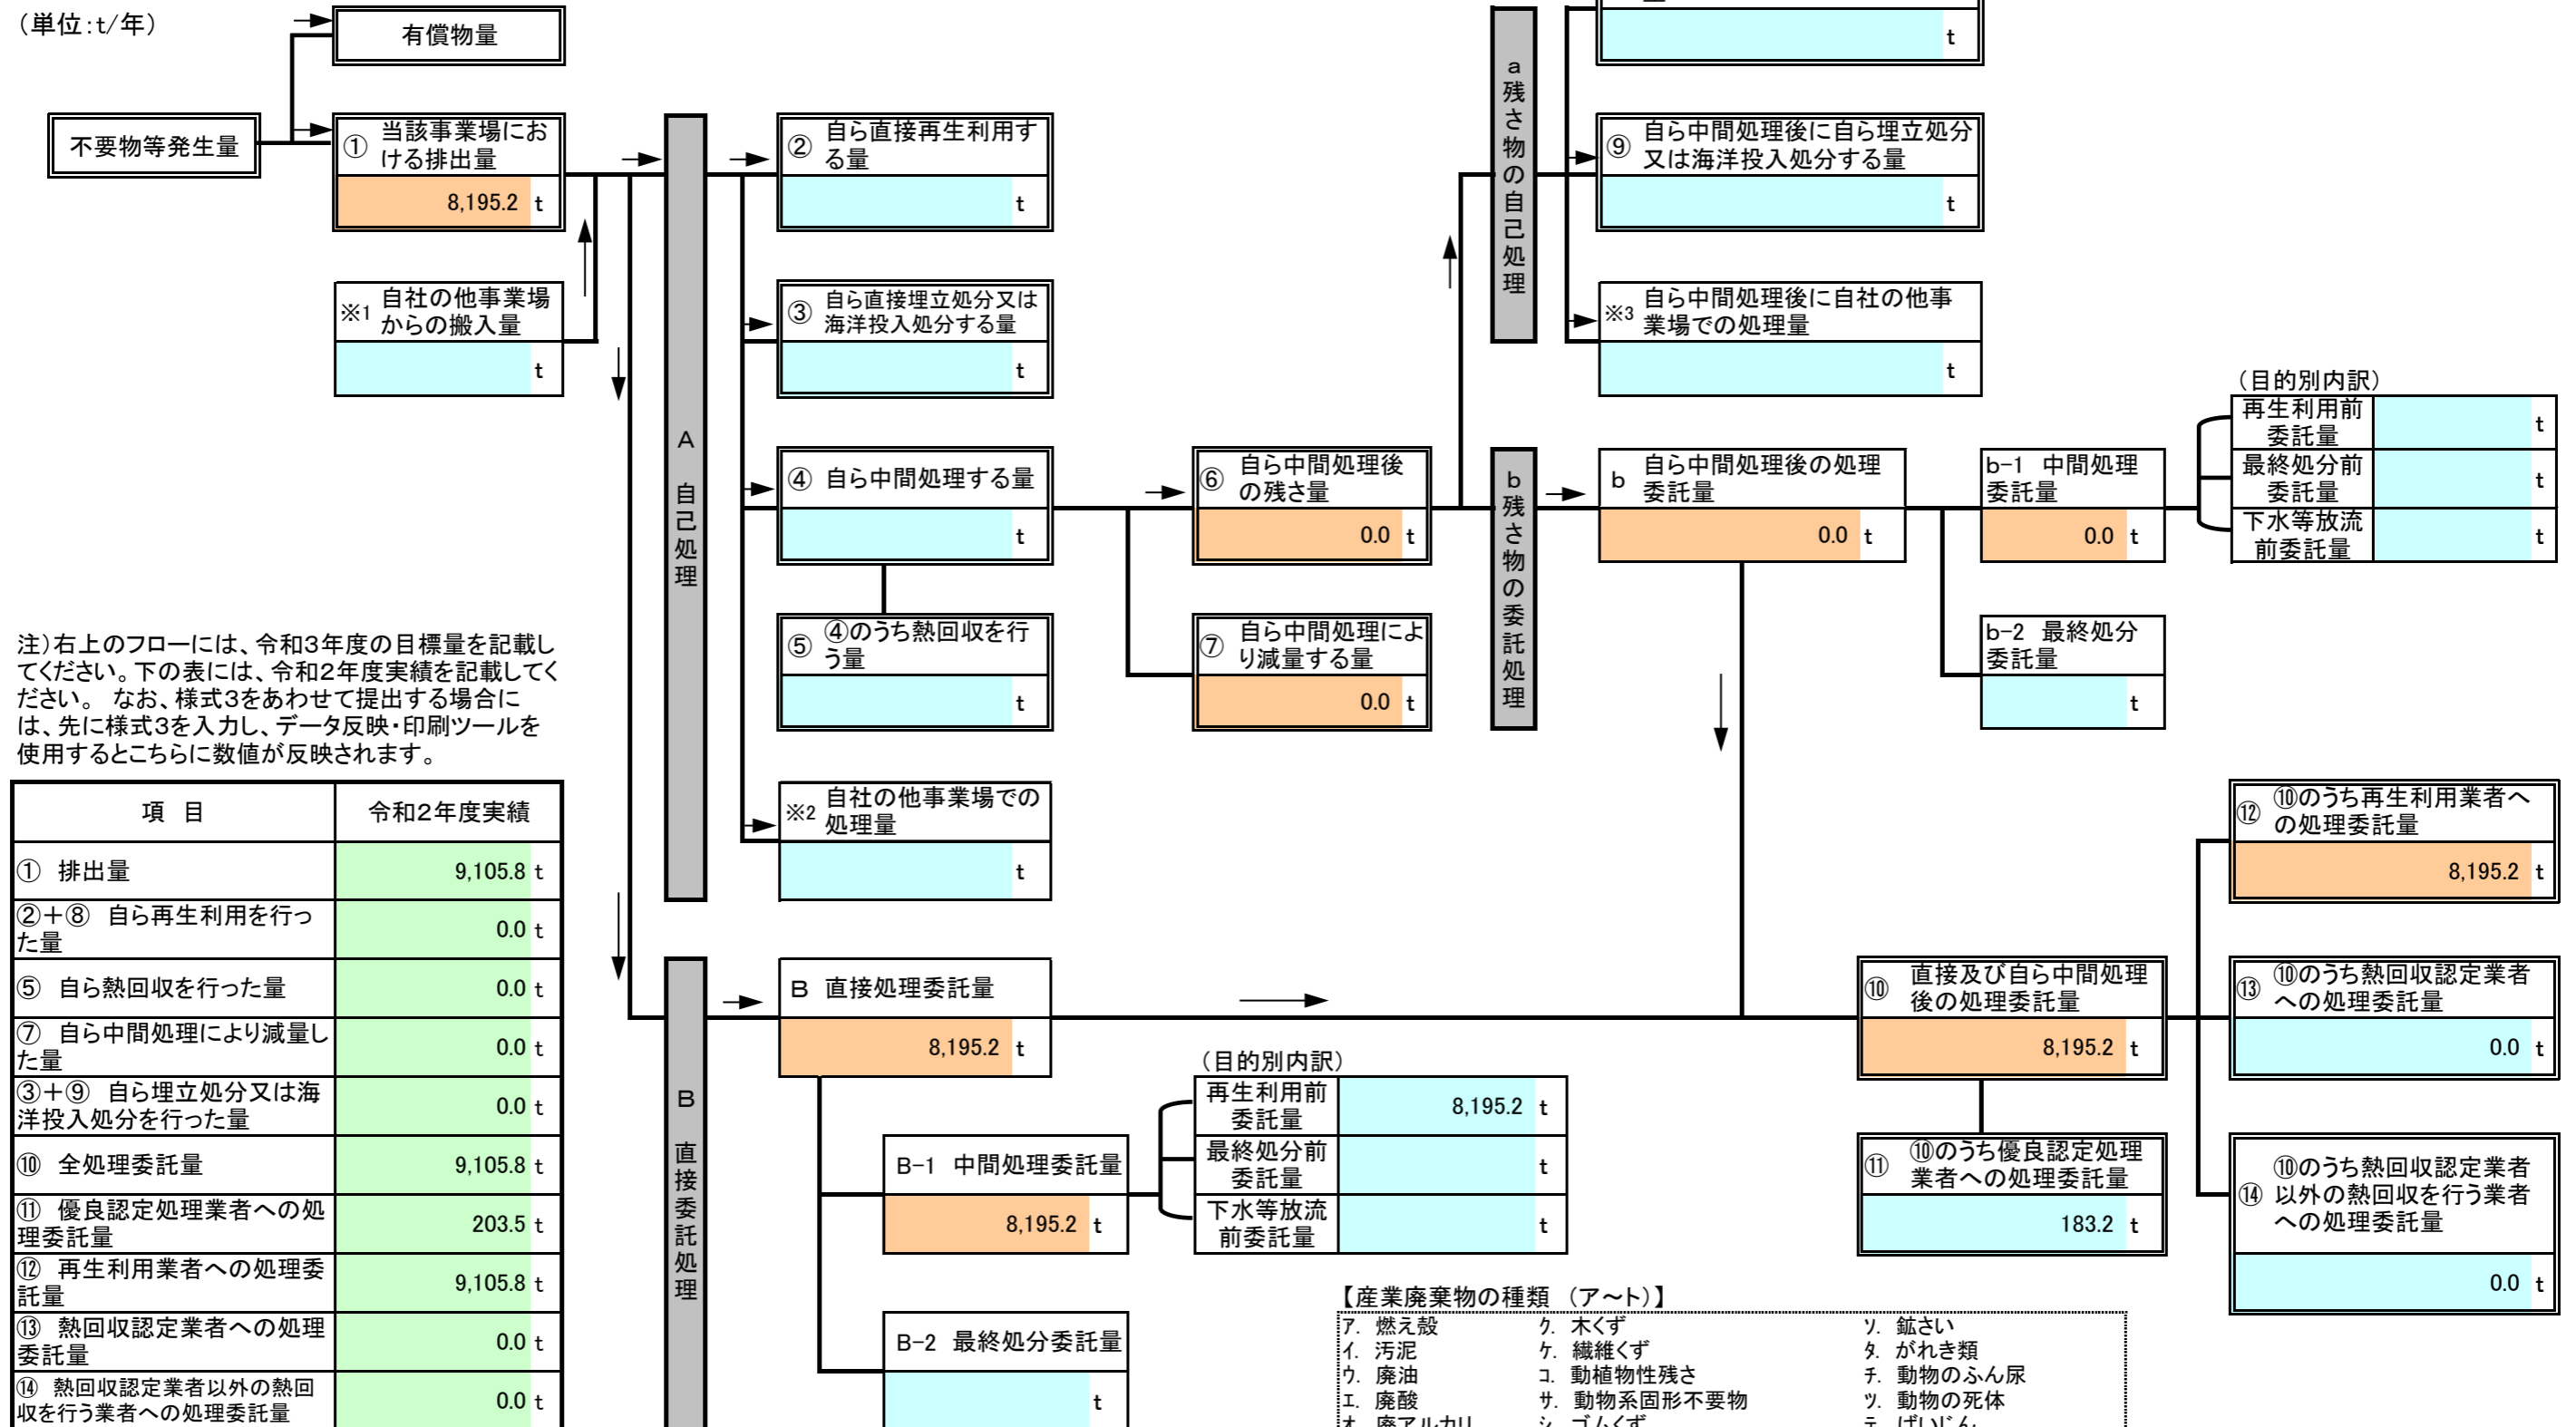 （単位：t/年）
有償物量
t
不要物等発生量
① 当該事業場にお
ける排出量
8,195.2 t
※1 自社の他事業場
からの搬入量
t
A 自己処理
② 自ら直接再生利用す
る量
t
③ 自ら直接埋立処分又は
海洋投入処分する量
t
④ 自ら中間処理する量
t
⑤ ④のうち熱回収を行
う量
t
※2 自社の他事業場での
処理量
t
⑥ 自ら中間処理後
の残さ量
0.0 t
⑦ 自ら中間処理によ
り減量する量
0.0 t
a 残さ物の自己処理
⑨ 自ら中間処理後に自ら埋立処分
又は海洋投入処分する量
t
※3 自ら中間処理後に自社の他事
業場での処理量
t
b 残さ物の委託処理
b 自ら中間処理後の処理
委託量
0.0 t
b-1 中間処理
委託量
0.0 t
b-2 最終処分
委託量
t
（目的別内訳）
再生利用前
委託量
t
最終処分前
委託量
t
下水等放流
前委託量
t
注）右上のフローには、令和3年度の目標量を記載し
てください。下の表には、令和2年度実績を記載してく
ださい。 なお、様式3をあわせて提出する場合に
は、先に様式3を入力し、データ反映・印刷ツールを
使用するとこちらに数値が反映されます。
項 目 令和2年度実績
① 排出量 9,105.8 t
②＋⑧ 自ら再生利用を行っ
た量 0.0 t
⑤ 自ら熱回収を行った量 0.0 t
⑦ 自ら中間処理により減量し
た量 0.0 t
③＋⑨ 自ら埋立処分又は海
洋投入処分を行った量 0.0 t
⑩ 全処理委託量 9,105.8 t
⑪ 優良認定処理業者への処
理委託量 203.5 t
⑫ 再生利用業者への処理委
託量 9,105.8 t
⑬ 熱回収認定業者への処理
委託量 0.0 t
⑭ 熱回収認定業者以外の熱回
収を行う業者への処理委託量 0.0 t
B 直接委託処理
B 直接処理委託量
8,195.2 t
B-1 中間処理委託量
8,195.2 t
B-2 最終処分委託量
t
（目的別内訳）
再生利用前
委託量
8,195.2 t
最終処分前
委託量
t
下水等放流
前委託量
t
⑩ 直接及び自ら中間処理
後の処理委託量
8,195.2 t
⑪ ⑩のうち優良認定処理
業者への処理委託量
183.2 t
⑫ ⑩のうち再生利用業者へ
の処理委託量
8,195.2 t
⑬ ⑩のうち熱回収認定業者
への処理委託量
0.0 t
⑭ ⑩のうち熱回収認定業者
以外の熱回収を行う業者
への処理委託量
0.0 t
【産業廃棄物の種類 （ア～ト）】
ｱ. 燃え殻 ｸ. 木くず ｿ. 鉱さい
ｲ. 汚泥 ｹ. 繊維くず ﾀ. がれき類
ｳ. 廃油 ｺ. 動植物性残さ ﾁ. 動物のふん尿
ｴ. 廃酸 ｻ. 動物系固形不要物 ﾂ. 動物の死体
ｵ. 廃アルカリ ｼ. ゴムくず ﾃ. ばいじん